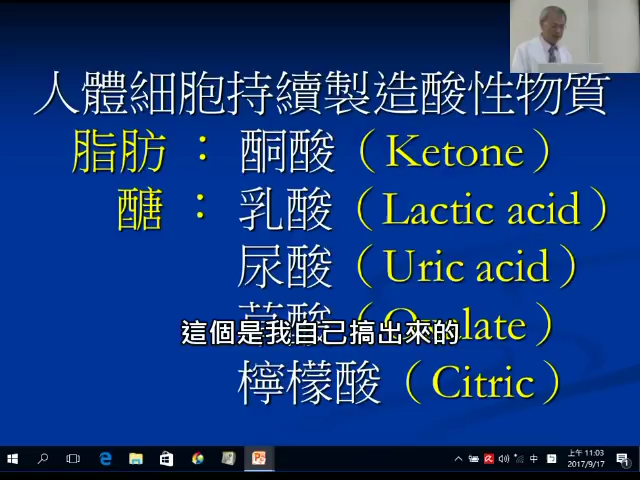 人體細胞持續製造酸性物質
脂肪：酮酸（Ketone）
醣：乳酸（Lactic acid）
尿酸（Uric acid）
酸（
這個是我自己搞出來的
檸檬酸（Citric）
中
上午 11:03
2017/9/17